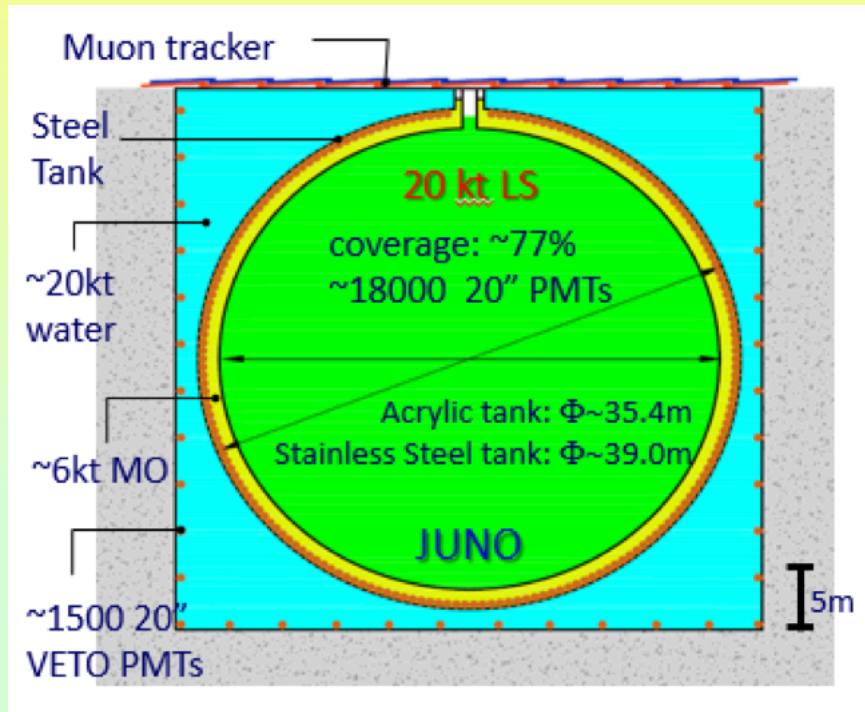 Muon tracker
Steel
Tank
20 kt LS
coverage: ~77%
~18000 20” PMTs
~20kt
water
Acrylic tank: Φ~35.4m
Stainless Steel tank: Φ~39.0m
~6kt MO
JUNO
5m
~1500 20”
VETO PMTs